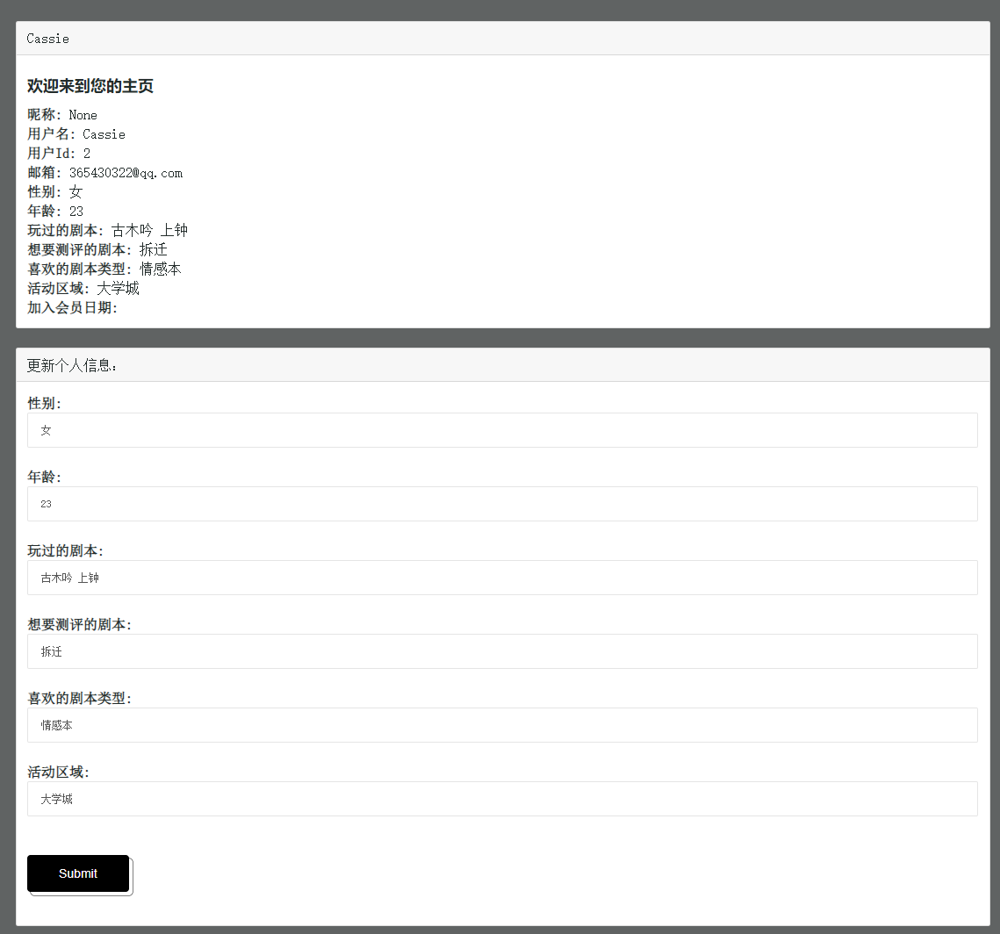 Cassie
欢迎来到您的主页
昵称：None
用户名：Cassie
用户Id：2
邮箱：365430322@qq.com
性别：女
年龄：23
玩过的剧本：古木吟 上钟
想要测评的剧本：拆迁
喜欢的剧本类型：情感本
活动区域：大学城
加入会员日期：
更新个人信息：
性别：
女
年龄：
23
玩过的剧本：
古木吟 上钟
想要测评的剧本：
拆迁
喜欢的剧本类型：
情感本
活动区域：
大学城
Submit